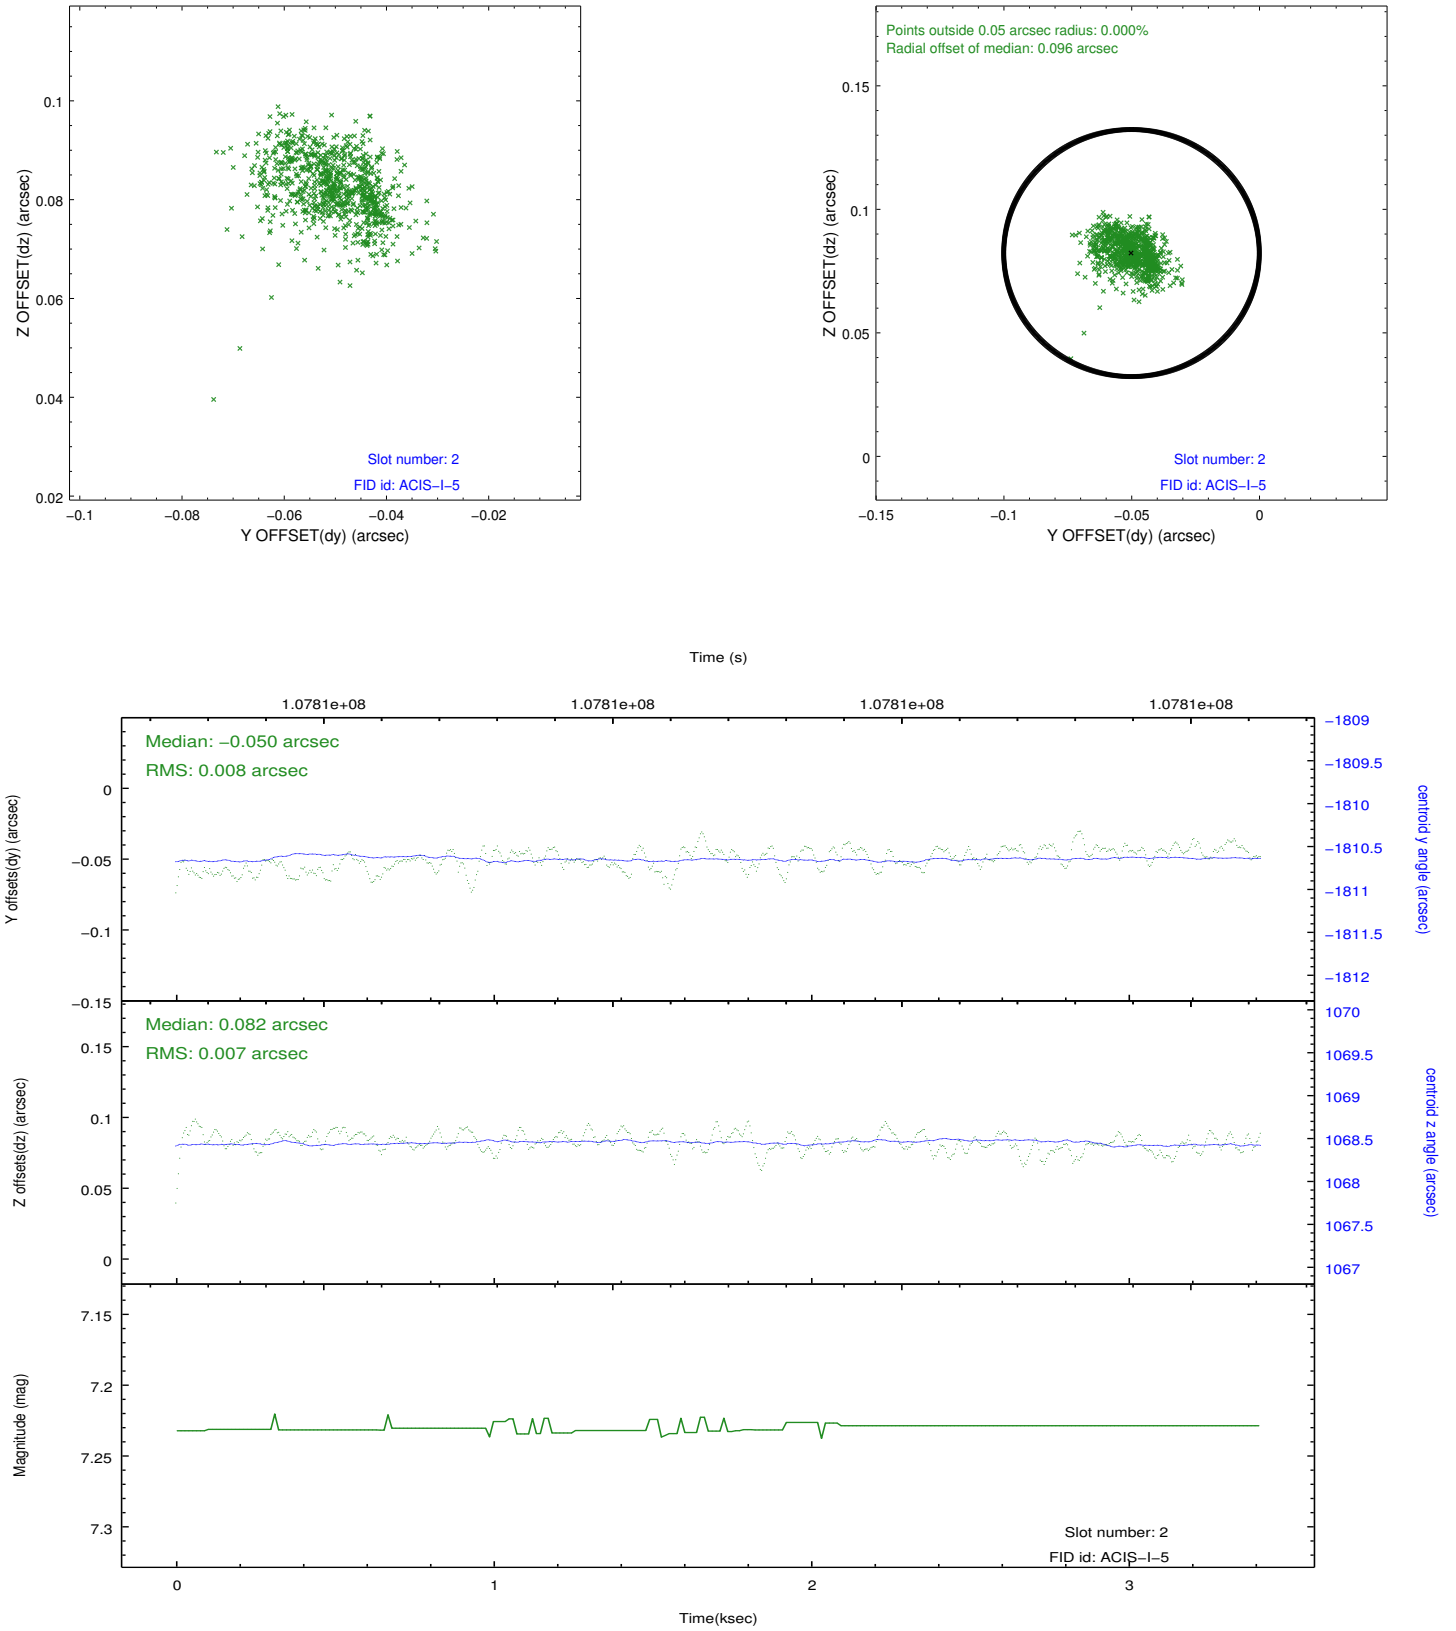 0.1
0.08
0.06
0.04
0.02
Z OFFSET(dz) (arcsec)
Slot number: 2
FID id: ACIS−I−5
−0.1 −0.08 −0.06 −0.04 −0.02
Y OFFSET(dy) (arcsec)
Points outside 0.05 arcsec radius: 0.000%
Radial offset of median: 0.096 arcsec
0.15
0.1
0.05
0
Z OFFSET(dz) (arcsec)
Slot number: 2
FID id: ACIS−I−5
−0.15 −0.1 −0.05 0
Y OFFSET(dy) (arcsec)
Time (s)
1.0781e+08 1.0781e+08 1.0781e+08 1.0781e+08
Median: −0.050 arcsec
RMS: 0.008 arcsec
0
−0.05
−0.1
−0.15
Y offsets(dy) (arcsec)
−1809
−1809.5
−1810
−1810.5
−1811
−1811.5
−1812
centroid y angle (arcsec)
Median: 0.082 arcsec
RMS: 0.007 arcsec
0.15
0.1
0.05
0
Z offsets(dz) (arcsec)
1070
1069.5
1069
1068.5
1068
1067.5
1067
centroid z angle (arcsec)
7.15
7.2
7.25
7.3
Magnitude (mag)
Slot number: 2
FID id: ACIS−I−5
0 1 2 3
Time(ksec)